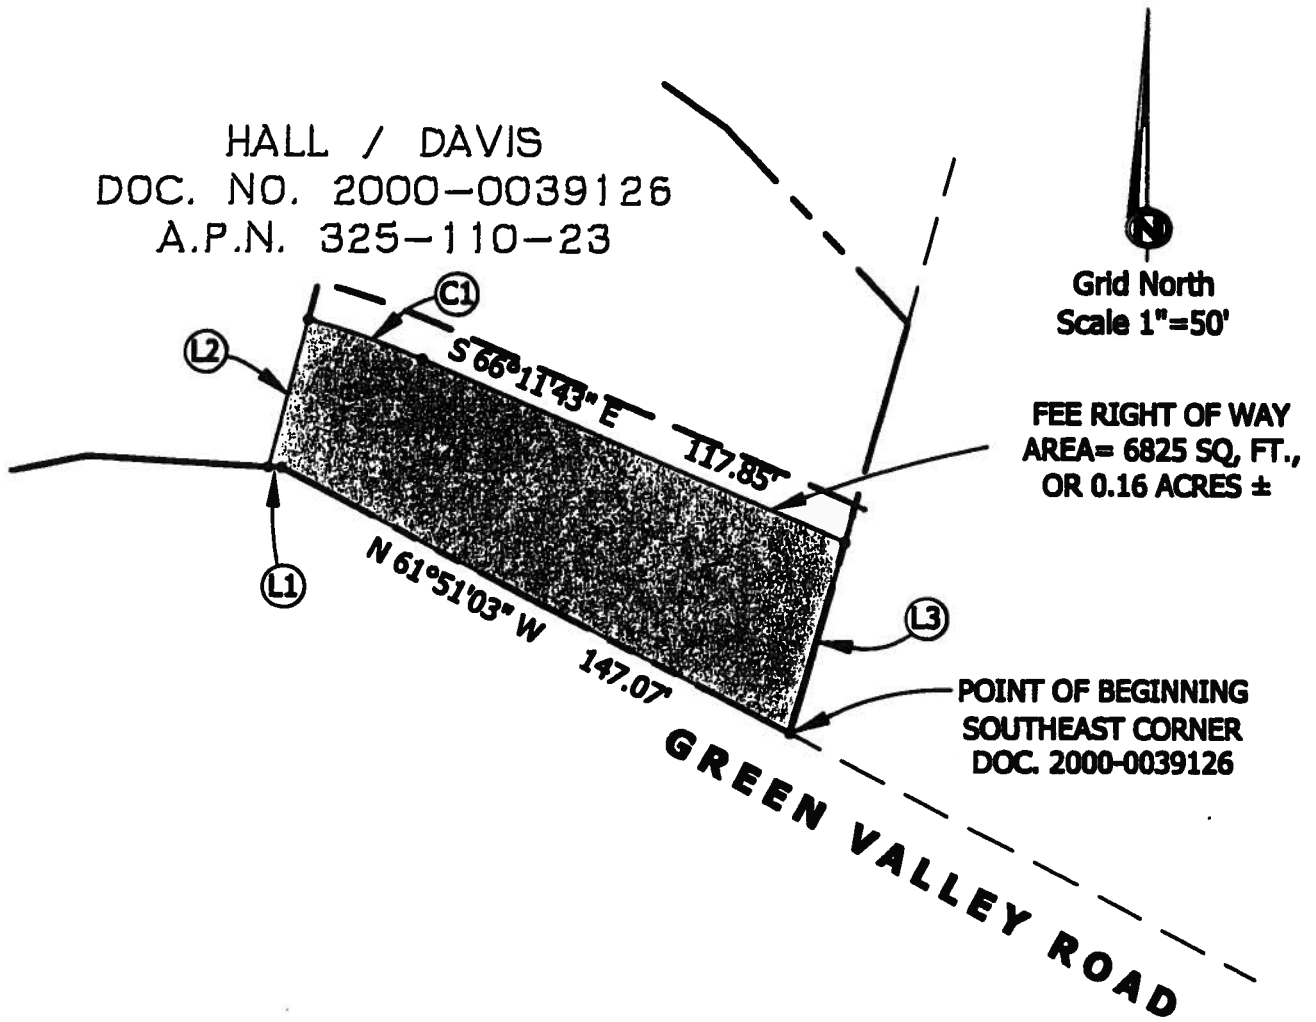 HALL / DAVIS
DOC. NO. 2000-0039126
A.P.N. 325-110-23
N
Grid North
Scale 1"=50'
C1
L2
S 66°11'43" E
117.85'
FEE RIGHT OF WAY
AREA= 6825 SQ, FT.,
OR 0.16 ACRES ±
L1
N 61°51'03" W
147.07'
L3
POINT OF BEGINNING
SOUTHEAST CORNER
DOC. 2000-0039126
GREEN VALLEY ROAD